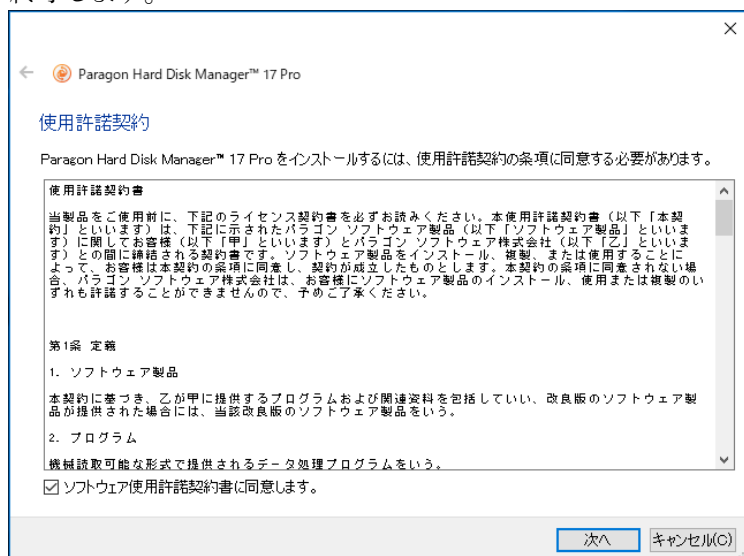 ← Paragon Hard Disk Manager™ 17 Pro
使用許諾契約
Paragon Hard Disk Manager™ 17 Pro をインストールするには、使用許諾契約の条項に同意する必要があります。
使用許諾契約書
当製品をご使用前に、下記のライセンス契約書を必ずお読みください。本使用許諾契約書（以下「本契
約」といいます）は、下記に示されたパラゴン ソフトウェア製品（以下「ソフトウェア製品」といいま
す）に関してお客様（以下「甲」といいます）とパラゴン ソフトウェア株式会社（以下「乙」といいま
す）との間に締結される契約書です。ソフトウェア製品をインストール、複製、または使用することに
よって、お客様は本契約の条項に同意し、契約が成立したものとします。本契約の条項に同意されない場
合、パラゴン ソフトウェア株式会社は、お客様にソフトウェア製品のインストール、使用または複製のい
ずれも許諾することができませんので、予めご了承ください。
第1条 定義
1. ソフトウェア製品
本契約に基づき、乙が甲に提供するプログラムおよび関連資料を包括していい、改良版のソフトウェア製
品が提供された場合には、当該改良版のソフトウェア製品をいう。
2. プログラム
機械読取可能な形式で提供されるデータ処理プログラムをいう。
ソフトウェア使用許諾契約書に同意します。
次へ キャンセル(C)